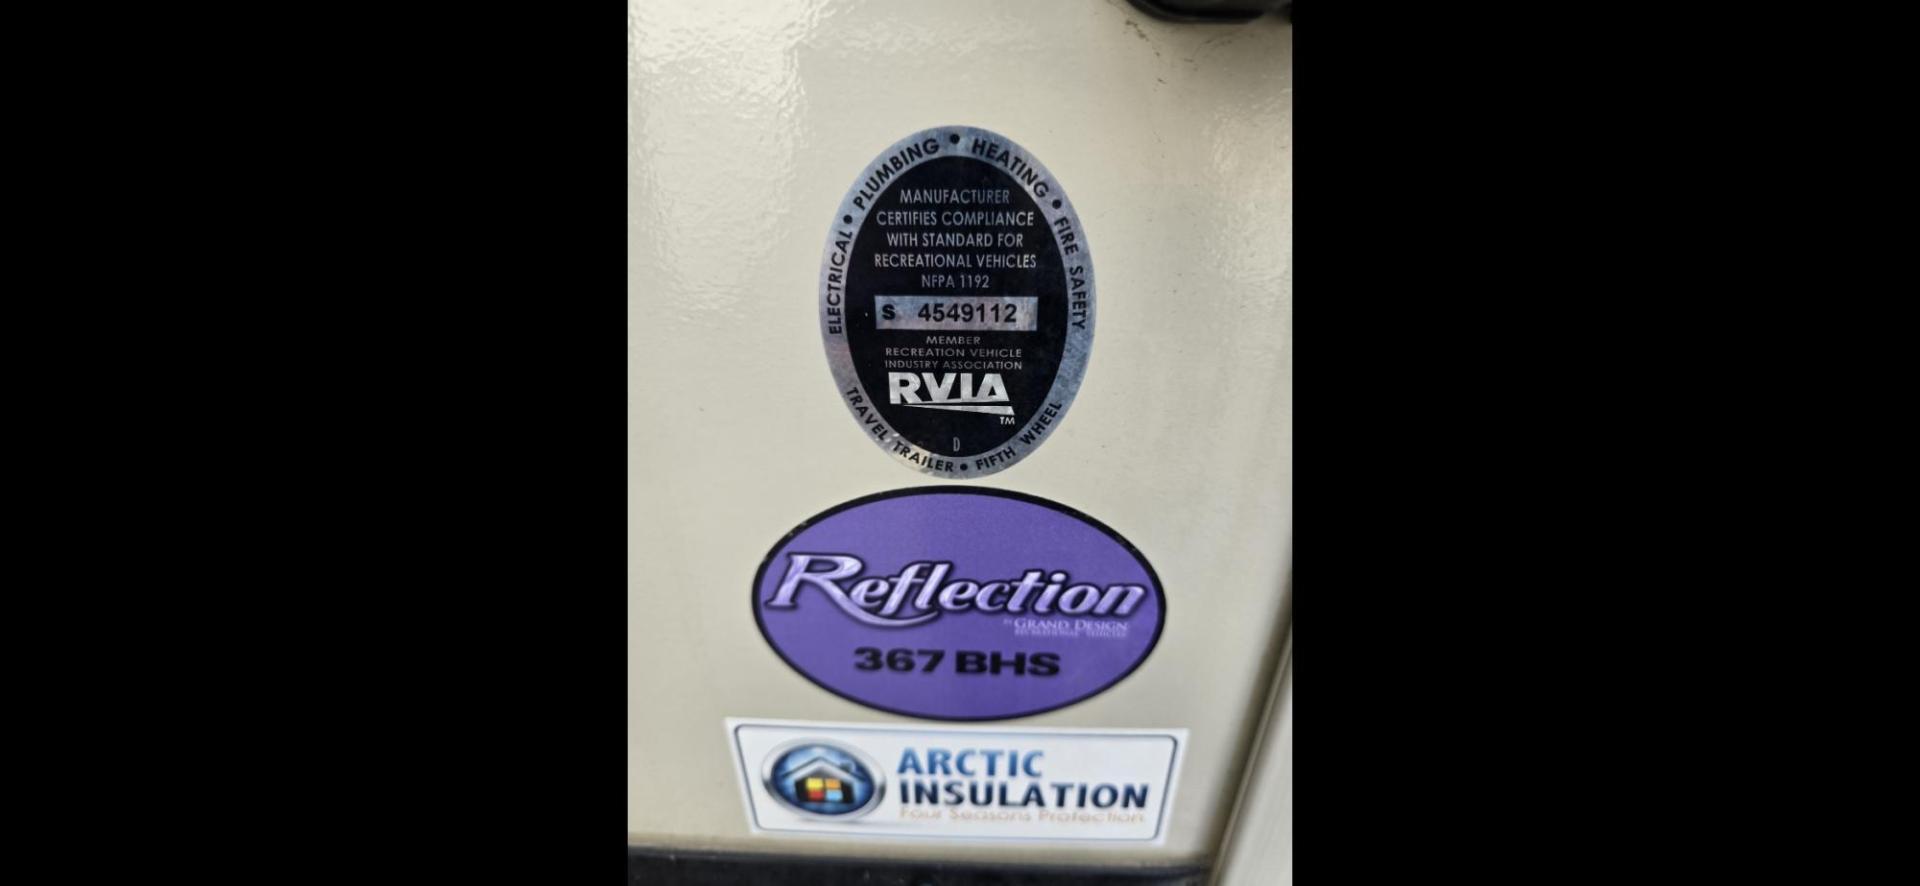 ELECTRICAL • PLUMBING • HEATING • FIRE SAFETY
MANUFACTURER
CERTIFIES COMPLIANCE
WITH STANDARD FOR
RECREATIONAL VEHICLES
NFPA 1192
S 4549112
MEMBER
RECREATION VEHICLE
INDUSTRY ASSOCIATION
RVIA
TM
D
TRAVEL TRAILER • FIFTH WHEEL
Reflection
BY GRAND DESIGN
RECREATIONAL VEHICLES
367 BHS
ARCTIC
INSULATION
Four Seasons Protection